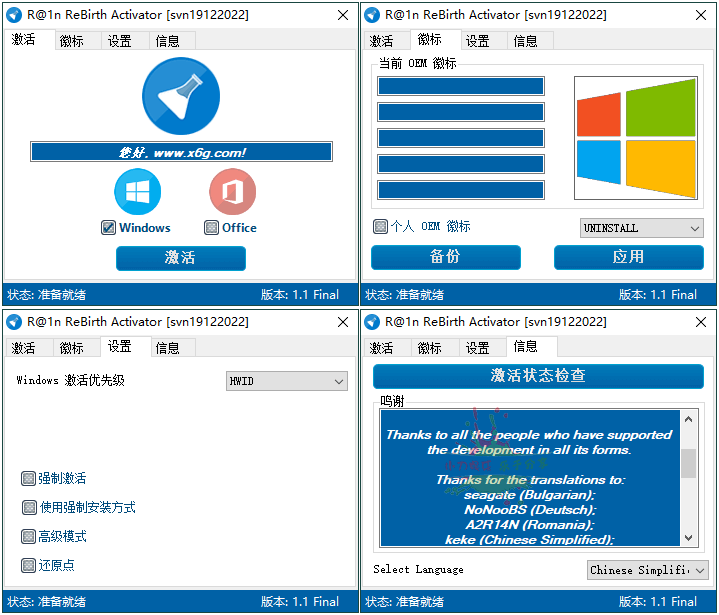 R@1n ReBirth Activator [svn19122022]
激活 徽标 设置 信息
您好, www.x6g.com!
Windows Office
激活
状态: 准备就绪 版本: 1.1 Final
R@1n ReBirth Activator [svn19122022]
激活 徽标 设置 信息
当前 OEM 徽标
个人 OEM 徽标 UNINSTALL
备份 应用
状态: 准备就绪 版本: 1.1 Final
R@1n ReBirth Activator [svn19122022]
激活 徽标 设置 信息
Windows 激活优先级 HWID
强制激活
使用强制安装方式
高级模式
还原点
状态: 准备就绪 版本: 1.1 Final
R@1n ReBirth Activator [svn19122022]
激活 徽标 设置 信息
激活状态检查
鸣谢
Thanks to all the people who have supported
the development in all its forms.
Thanks for the translations to:
seagate (Bulgarian);
NoNooBS (Deutsch);
A2R14N (Romania);
keke (Chinese Simplified);
Select Language Chinese Simplifi
状态: 准备就绪 版本: 1.1 Final